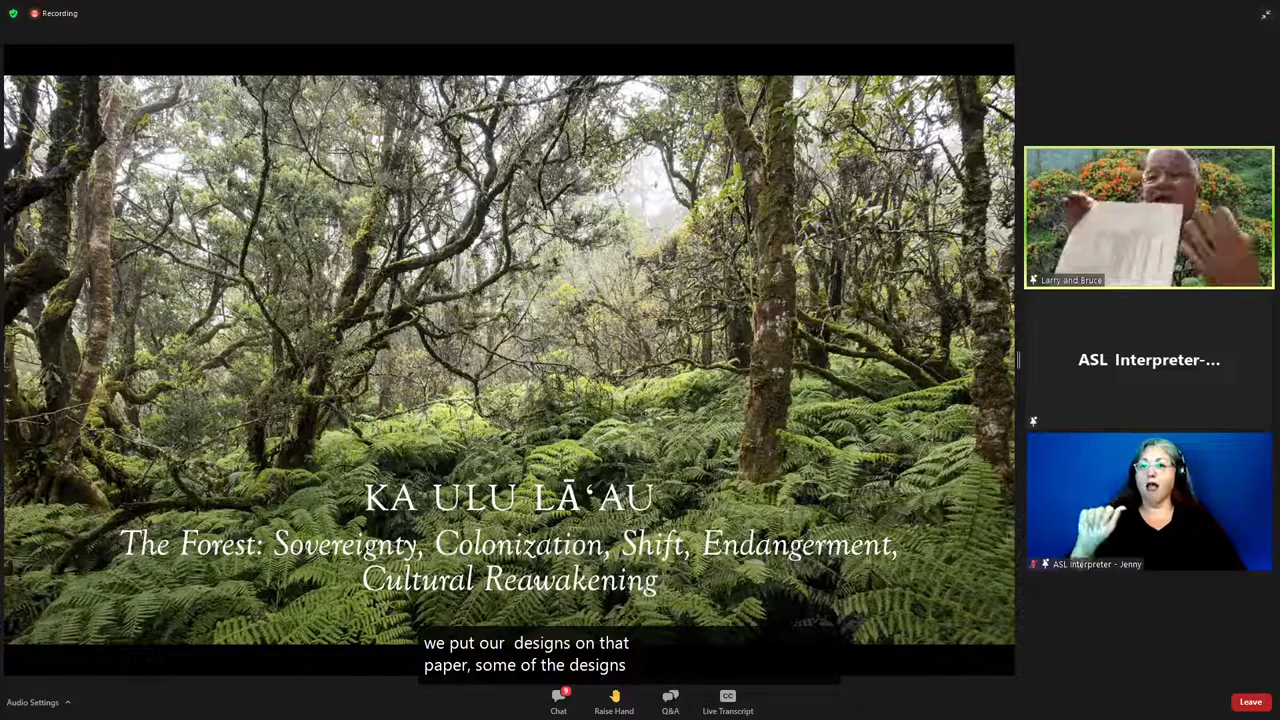 Recording
KA ULU LĀʻAU
The Forest: Sovereignty, Colonization, Shift, Endangerment,
Cultural Reawakening
we put our designs on that
paper, some of the designs
Larry and Bruce
ASL Interpreter-...
ASL Interpreter - Jenny
Audio Settings
9
Chat
Raise Hand
Q&A
CC
Live Transcript
Leave